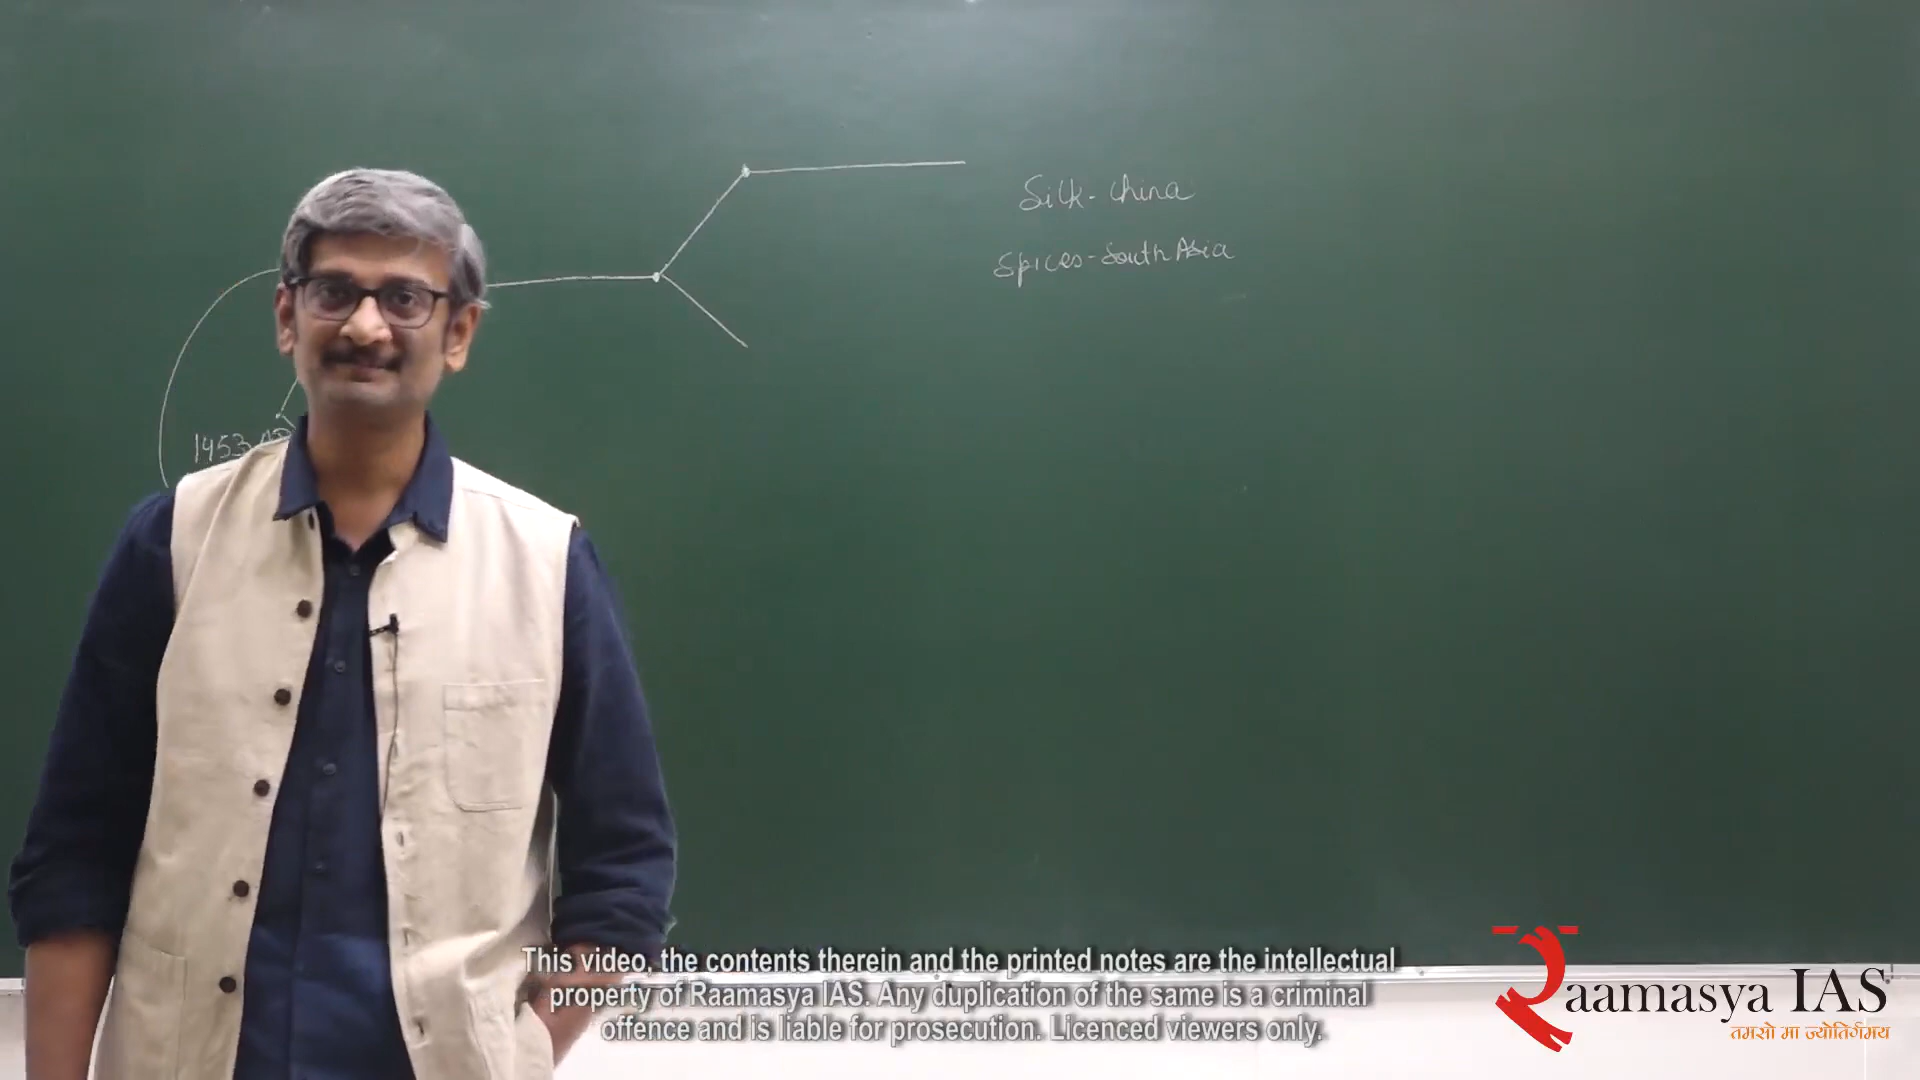 Silk - China
Spices - South Asia
1453 AD
This video, the contents therein and the printed notes are the intellectual
property of Raamasya IAS. Any duplication of the same is a criminal
offence and is liable for prosecution. Licenced viewers only.
Raamasya IAS
तमसो मा ज्योतिर्गमय